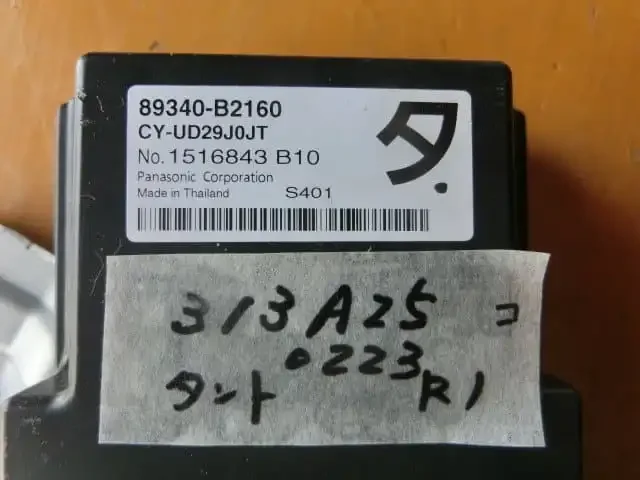 89340-B2160
CY-UD29J0JT
No.1516843 B10
Panasonic Corporation
Made in Thailand S401
タ.
313A25 コ
0223
タント R1